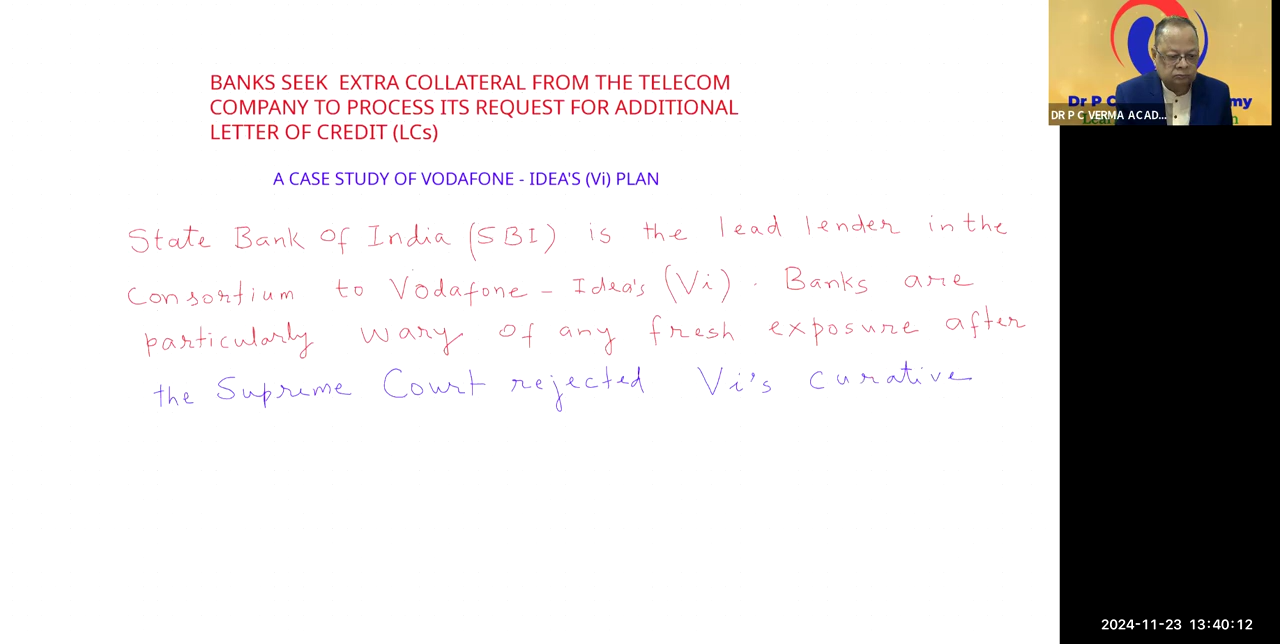 BANKS SEEK EXTRA COLLATERAL FROM THE TELECOM
COMPANY TO PROCESS ITS REQUEST FOR ADDITIONAL
LETTER OF CREDIT (LCs)
A CASE STUDY OF VODAFONE - IDEA'S (Vi) PLAN
State Bank Of India (SBI) is the lead lender in the
Consortium to Vodafone - Idea's (Vi). Banks are
particularly wary of any fresh exposure after
the Supreme Court rejected Vi's curative
Dr P C my
DR P C VERMA ACAD...
2024-11-23 13:40:12